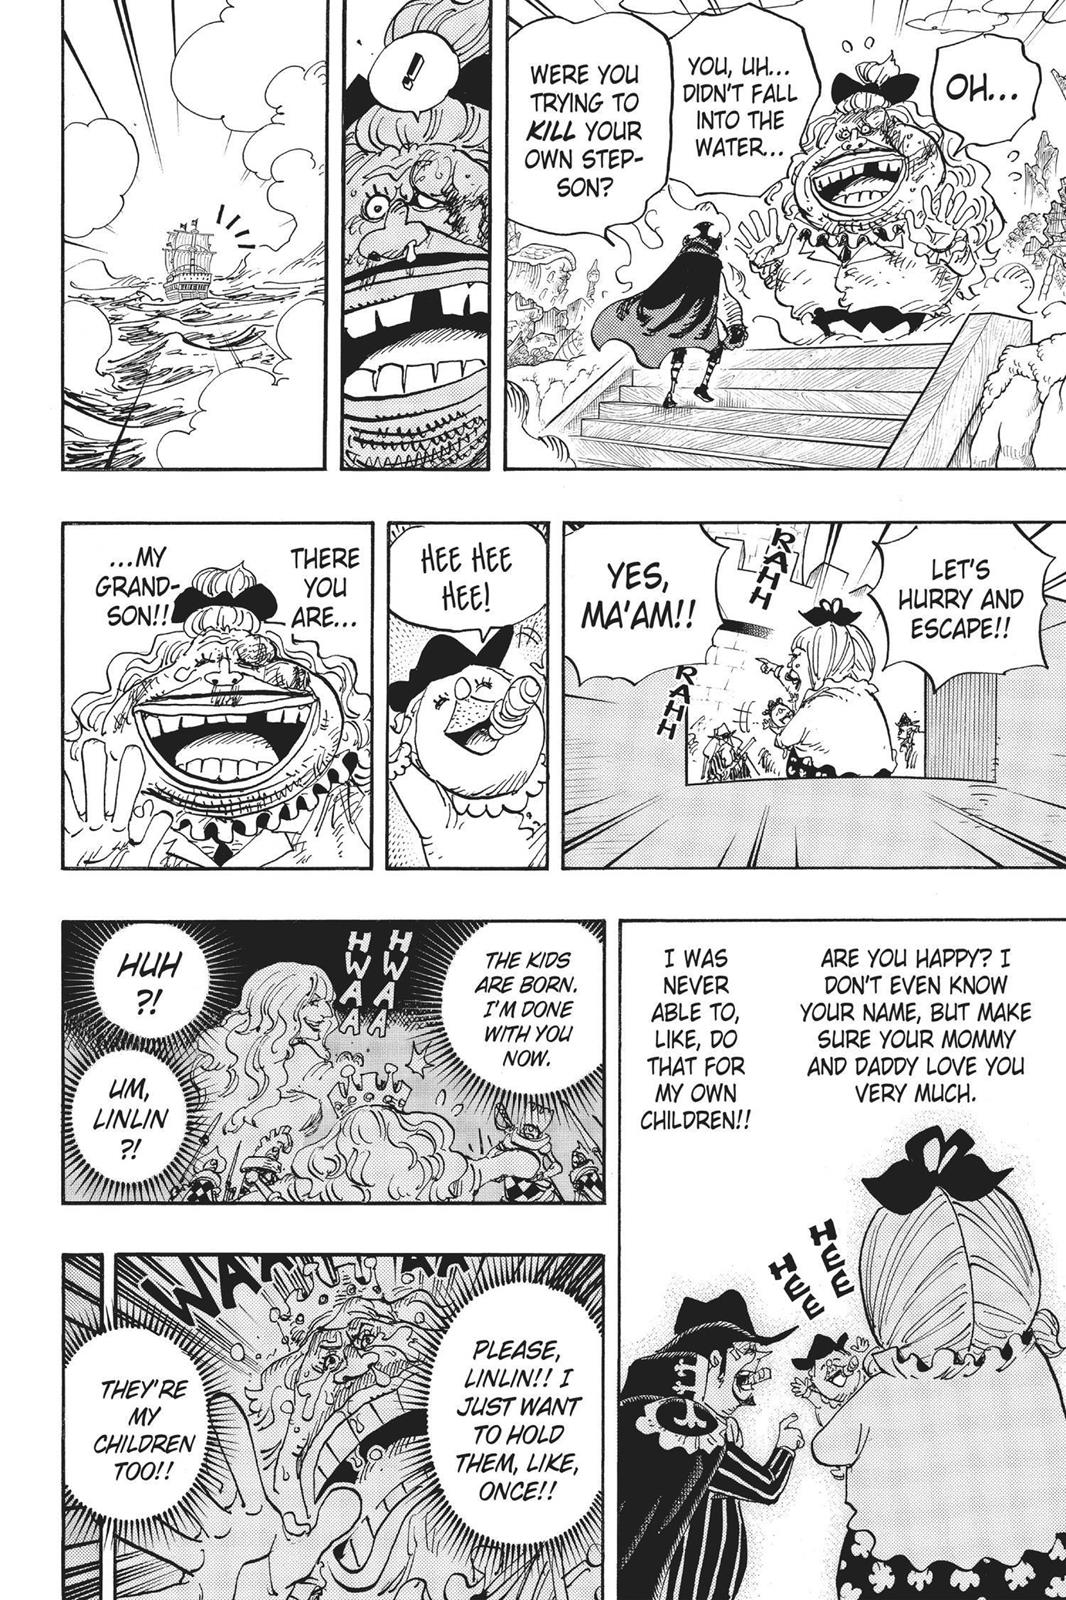 OH...
YOU, UH...
DIDN'T FALL
INTO THE
WATER...
WERE YOU
TRYING TO
KILL YOUR
OWN STEP-
SON?
!
LET'S
HURRY AND
ESCAPE!!
YES,
MA'AM!!
RAHH
RAHH
HEE HEE
HEE!
THERE
YOU
ARE...
...MY
GRAND-
SON!!
ARE YOU HAPPY? I
DON'T EVEN KNOW
YOUR NAME, BUT MAKE
SURE YOUR MOMMY
AND DADDY LOVE YOU
VERY MUCH.
I WAS
NEVER
ABLE TO,
LIKE, DO
THAT FOR
MY OWN
CHILDREN!!
HEE
HEE
THE KIDS
ARE BORN.
I'M DONE
WITH YOU
NOW.
HWAA
HWAA
HUH
?!
UM,
LINLIN
?!
PLEASE,
LINLIN!! I
JUST WANT
TO HOLD
THEM, LIKE,
ONCE!!
THEY'RE
MY
CHILDREN
TOO!!